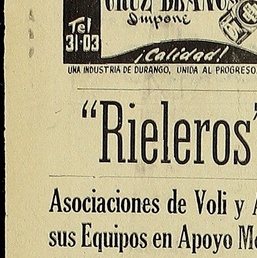 CRUZ BLANC
Impone
Tel
31-03
¡Calidad!
UNA INDUSTRIA DE DURANGO, UNIDA AL PROGRESO
"Rieleros"
Asociaciones de Voli y
sus Equipos en Apoyo